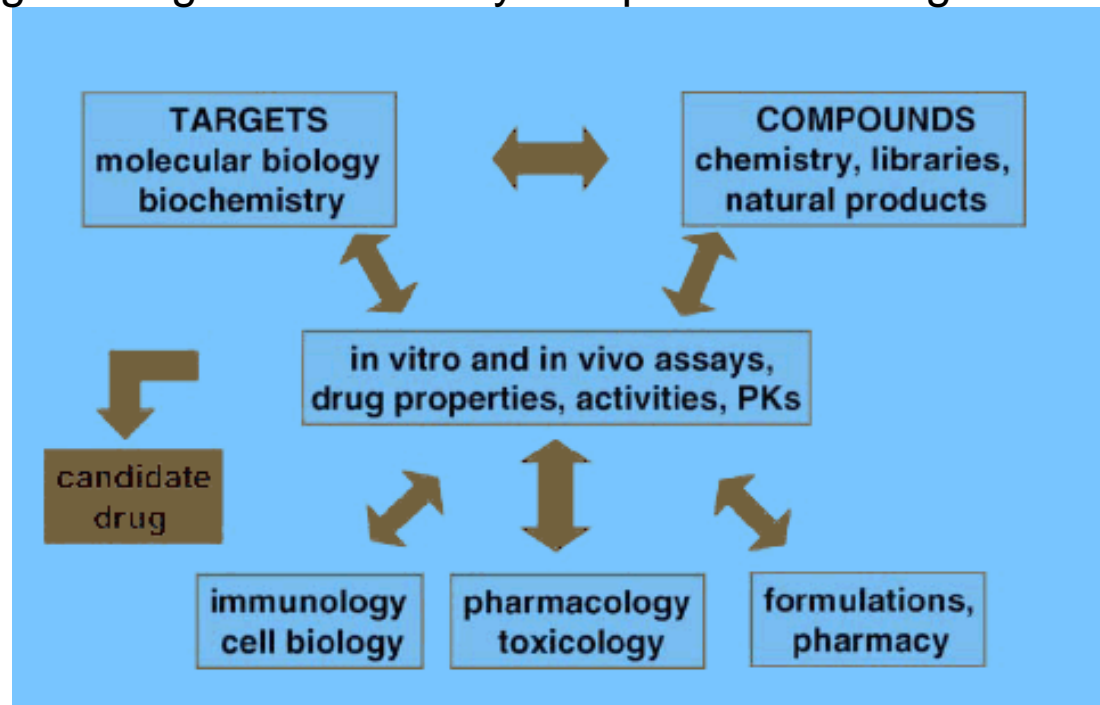 TARGETS
molecular biology
biochemistry
COMPOUNDS
chemistry, libraries,
natural products
in vitro and in vivo assays,
drug properties, activities, PKs
candidate
drug
immunology
cell biology
pharmacology
toxicology
formulations,
pharmacy